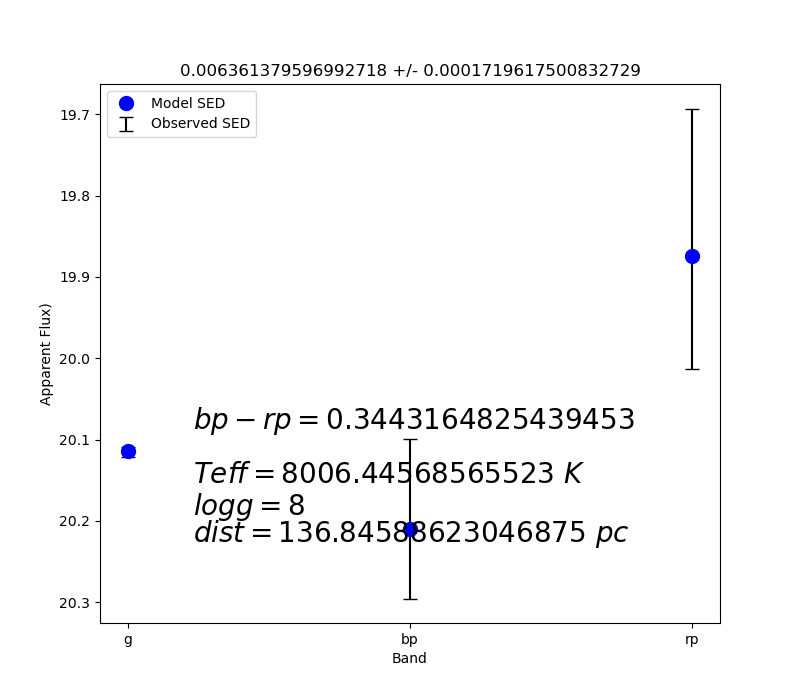 0.006361379596992718 +/- 0.0001719617500832729
Model SED
Observed SED
19.7
19.8
19.9
20.0
20.1
20.2
20.3
Apparent Flux)
bp − rp = 0.3443164825439453
Teff = 8006.44568565523 K
logg = 8
dist = 136.84588623046875 pc
g bp rp
Band